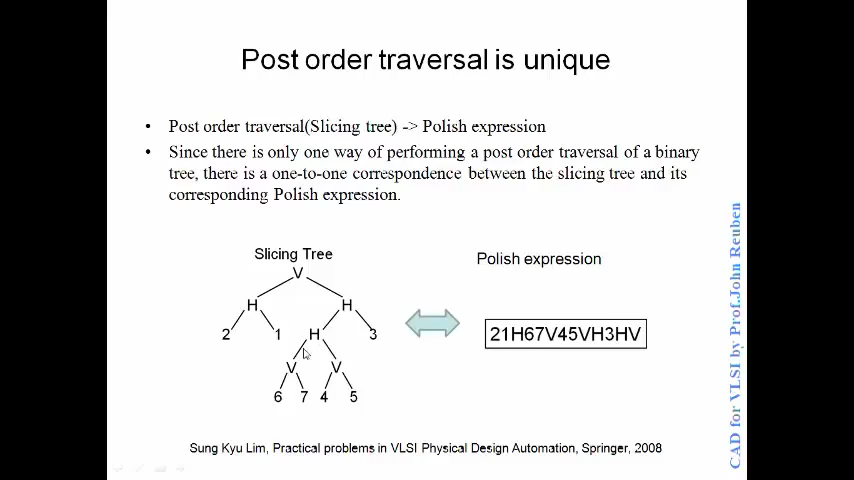 Post order traversal is unique
• Post order traversal(Slicing tree) -> Polish expression
• Since there is only one way of performing a post order traversal of a binary
tree, there is a one-to-one correspondence between the slicing tree and its
corresponding Polish expression.
Slicing Tree
V
H H
2 1 H 3
V V
6 7 4 5
Polish expression
21H67V45VH3HV
Sung Kyu Lim, Practical problems in VLSI Physical Design Automation, Springer, 2008
CAD for VLSI by Prof.John Reuben